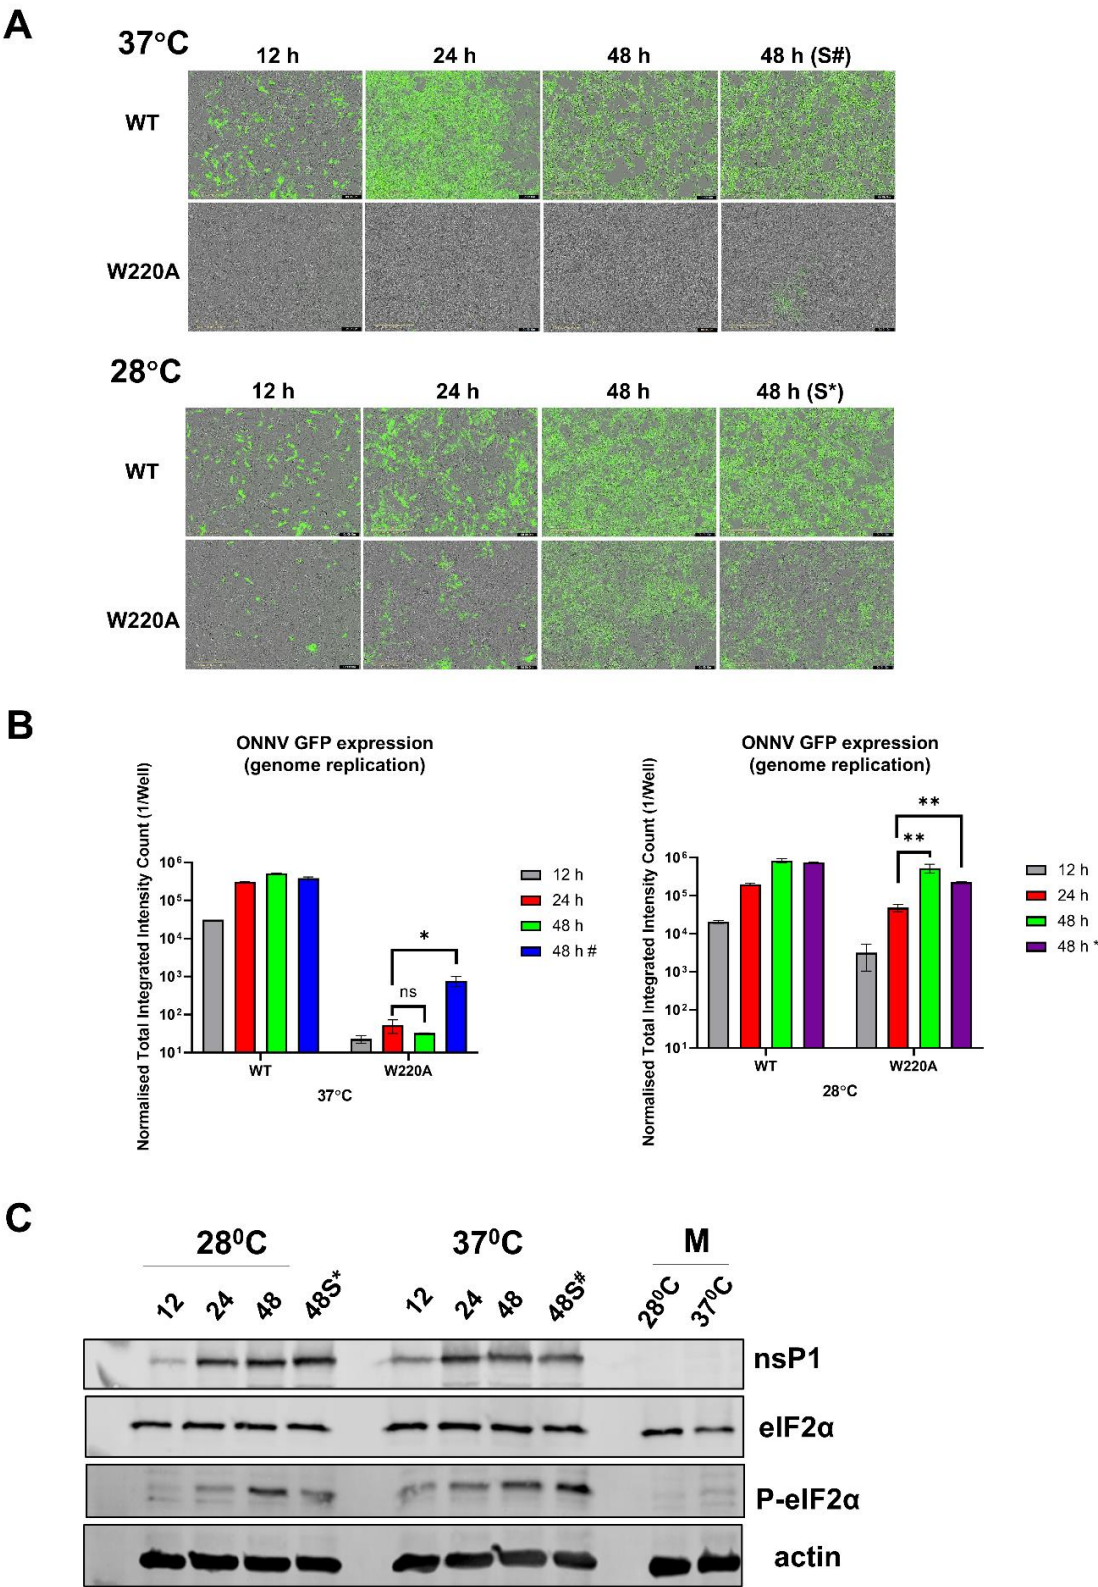 A
37°C
12 h 24 h 48 h 48 h (S#)
WT
W220A
28°C
12 h 24 h 48 h 48 h (S*)
WT
W220A
B
ONNV GFP expression
(genome replication)
Normalised Total Integrated Intensity Count (1/Well)
10⁶
10⁵
10⁴
10³
10²
10¹
*
ns
WT W220A
37°C
12 h
24 h
48 h
48 h #
ONNV GFP expression
(genome replication)
Normalised Total Integrated Intensity Count (1/Well)
10⁶
10⁵
10⁴
10³
10²
10¹
**
**
WT W220A
28°C
12 h
24 h
48 h
48 h *
C
28⁰C 37⁰C M
12 24 48 48S* 12 24 48 48S# 28⁰C 37⁰C
nsP1
eIF2α
P-eIF2α
actin